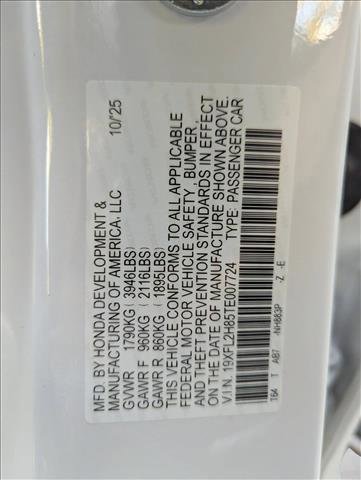 MFD. BY HONDA DEVELOPMENT & 10/'25
MANUFACTURING OF AMERICA, LLC
GVWR 1790KG ( 3946LBS)
GAWR F 960KG ( 2116LBS)
GAWR R 860KG ( 1895LBS)
THIS VEHICLE CONFORMS TO ALL APPLICABLE
FEDERAL MOTOR VEHICLE SAFETY, BUMPER,
AND THEFT PREVENTION STANDARDS IN EFFECT
ON THE DATE OF MANUFACTURE SHOWN ABOVE.
V.I.N. 19XFL2H85TE007724 TYPE: PASSENGER CAR
T64 T AB7 -NH883P -Z -E